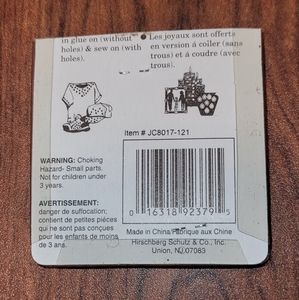 in glue on (without
holes) & sew on (with
holes).
Les joyaux sont offerts
en version à coller (sans
trous) et á coudre (avec
trous).
Item # JC8017-121
WARNING: Choking
Hazard- Small parts.
Not for children under
3 years.
AVERTISSEMENT:
danger de suffocation;
contient de petites pièces
qui ne sont pas conçues
pour les enfants de moins
de 3 ans.
0 16318 92379 5
Made in China/Fabrique aux Chine
Hirschberg Schutz & Co., Inc.
Union, NJ 07083